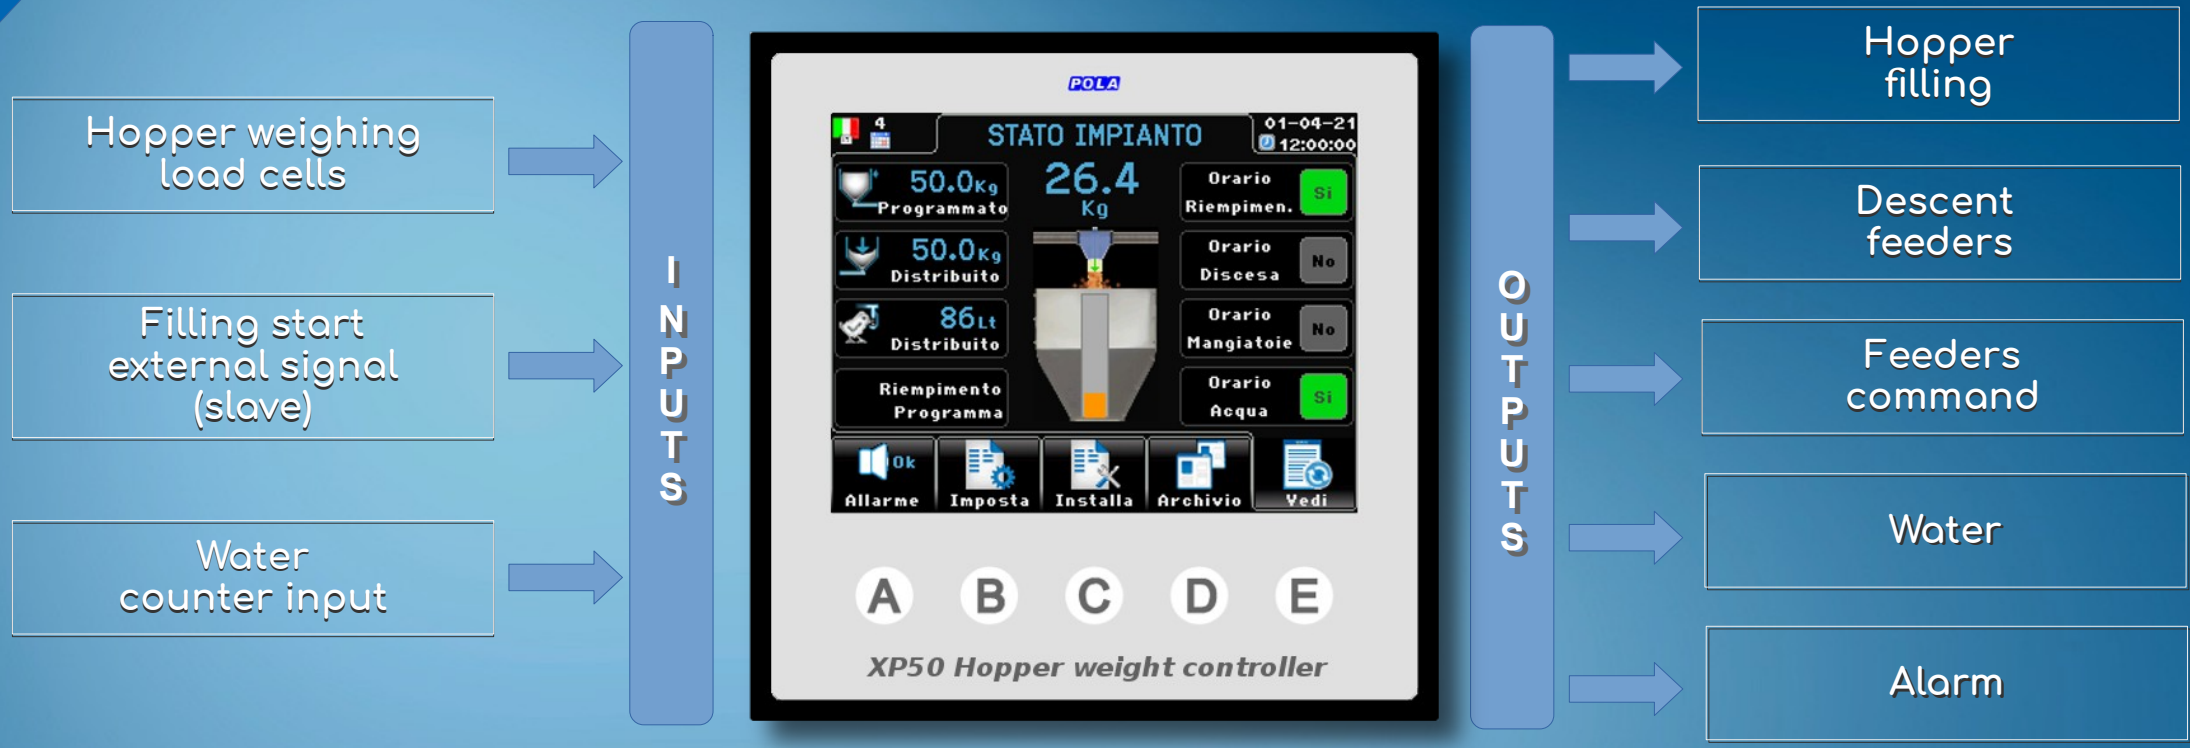 Hopper weighing
load cells
Filling start
external signal
(slave)
Water
counter input
INPUTS
POLA
4
STATO IMPIANTO
01-04-21
12:00:00
50.0Kg
Programmato
50.0Kg
Distribuito
86Lt
Distribuito
Riempimento
Programma
26.4
Kg
Orario
Riempimen.
Si
Orario
Discesa
No
Orario
Mangiatoie
No
Orario
Acqua
Si
Ok
Allarme
Imposta
Installa
Archivio
Vedi
A B C D E
XP50 Hopper weight controller
OUTPUTS
Hopper
filling
Descent
feeders
Feeders
command
Water
Alarm